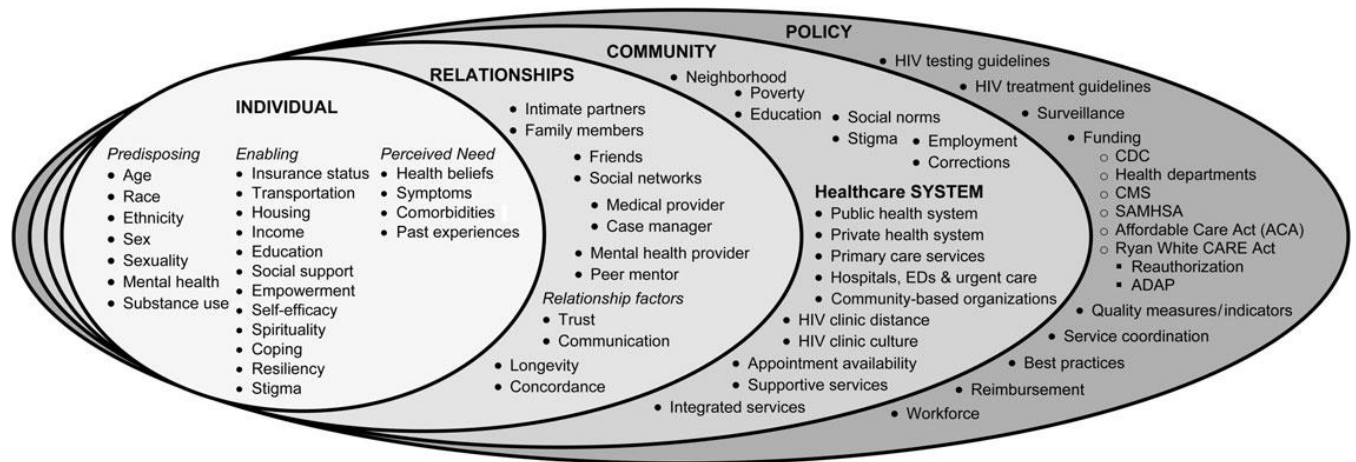 INDIVIDUAL
Predisposing
• Age
• Race
• Ethnicity
• Sex
• Sexuality
• Mental health
• Substance use
Enabling
• Insurance status
• Transportation
• Housing
• Income
• Education
• Social support
• Empowerment
• Self-efficacy
• Spirituality
• Coping
• Resiliency
• Stigma
Perceived Need
• Health beliefs
• Symptoms
• Comorbidities
• Past experiences
RELATIONSHIPS
• Intimate partners
• Family members
• Friends
• Social networks
• Medical provider
• Case manager
• Mental health provider
• Peer mentor
Relationship factors
• Trust
• Communication
• Longevity
• Concordance
COMMUNITY
• Neighborhood
• Poverty
• Education
• Social norms
• Stigma
• Employment
• Corrections
Healthcare SYSTEM
• Public health system
• Private health system
• Primary care services
• Hospitals, EDs & urgent care
• Community-based organizations
• HIV clinic distance
• HIV clinic culture
• Appointment availability
• Supportive services
• Integrated services
POLICY
• HIV testing guidelines
• HIV treatment guidelines
• Surveillance
• Funding
○ CDC
○ Health departments
○ CMS
○ SAMHSA
○ Affordable Care Act (ACA)
○ Ryan White CARE Act
▪ Reauthorization
▪ ADAP
• Quality measures/indicators
• Service coordination
• Best practices
• Reimbursement
• Workforce